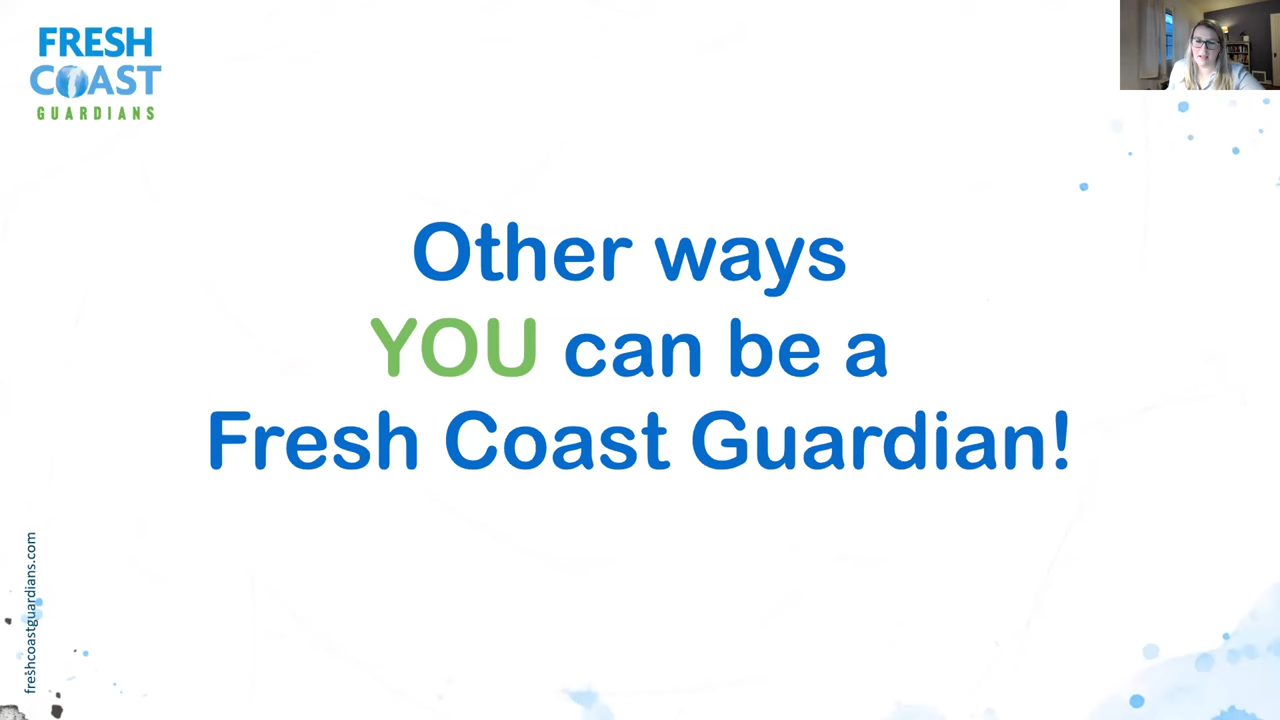 FRESH
COAST
GUARDIANS
Other ways
YOU can be a
Fresh Coast Guardian!
freshcoastguardians.com